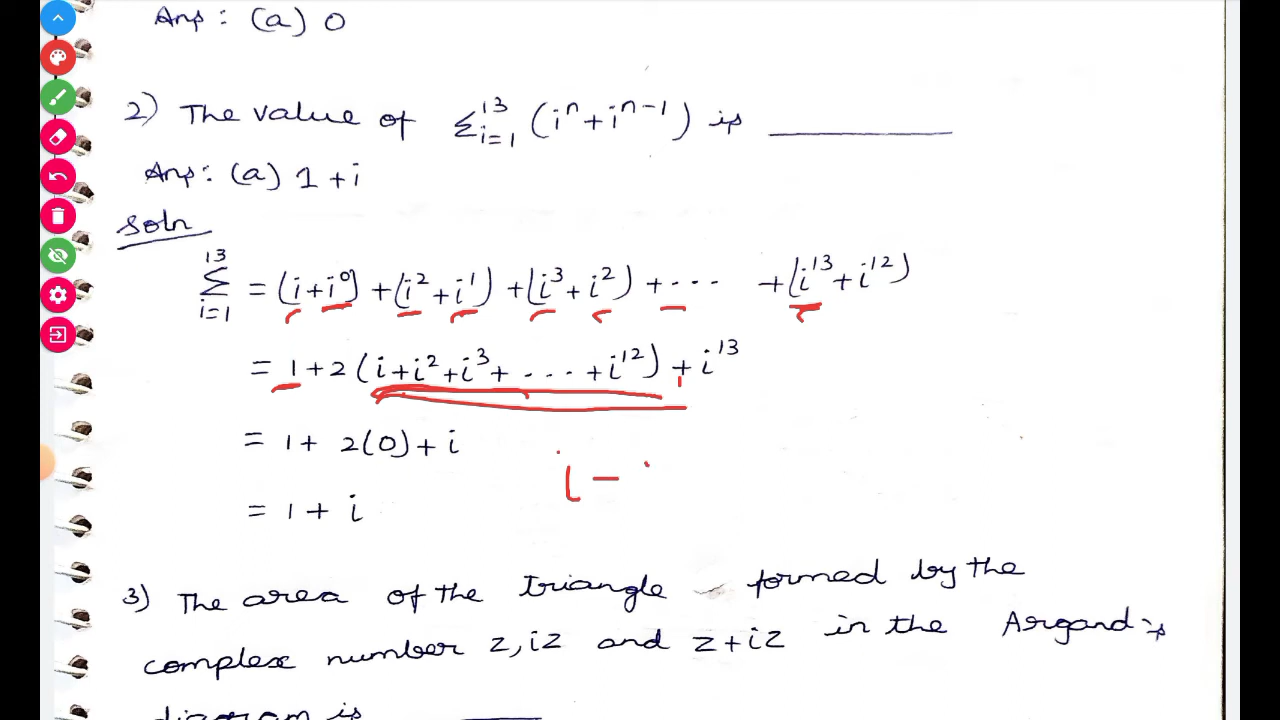 Ans : (a) 0
2) The value of Σ¹³ᵢ₌₁ (iⁿ + iⁿ⁻¹) is ________
Ans : (a) 1 + i
Soln
Σ¹³ᵢ₌₁ = (i + i⁰) + (i² + i¹) + (i³ + i²) + ... + (i¹³ + i¹²)
= 1 + 2 (i + i² + i³ + ... + i¹²) + i¹³
= 1 + 2(0) + i
i -
= 1 + i
3) The area of the triangle formed by the
complex number z, iz and z + iz in the Argand's
diagram is ______